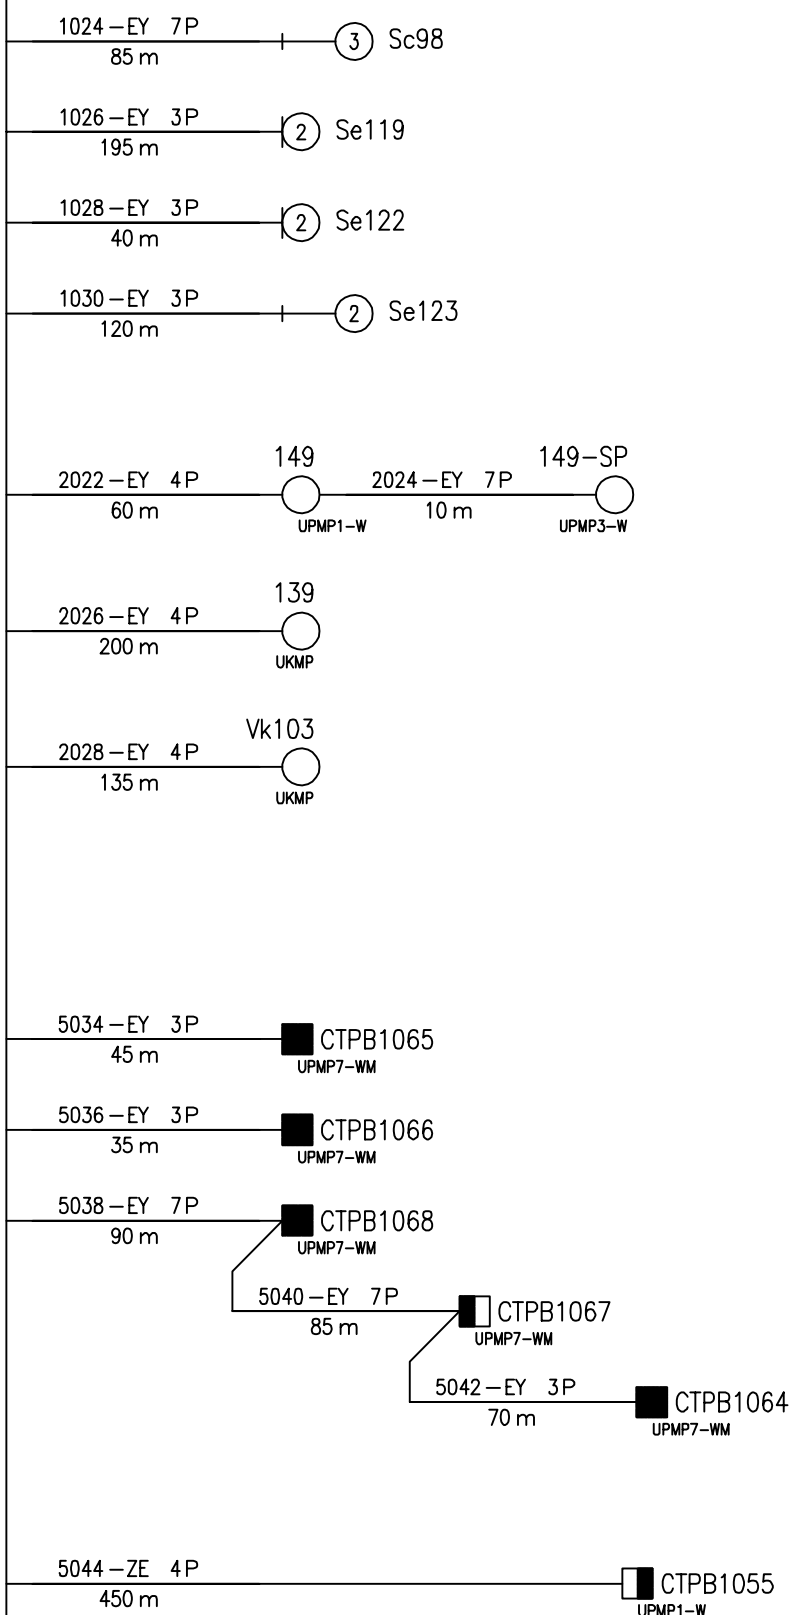 1024-EY 7P
85 m
3 Sc98
1026-EY 3P
195 m
2 Se119
1028-EY 3P
40 m
2 Se122
1030-EY 3P
120 m
2 Se123
149 149-SP
2022-EY 4P 2024-EY 7P
60 m 10 m
UPMP1-W UPMP3-W
139
2026-EY 4P
200 m
UKMP
Vk103
2028-EY 4P
135 m
UKMP
5034-EY 3P
45 m
CTPB1065
UPMP7-WM
5036-EY 3P
35 m
CTPB1066
UPMP7-WM
5038-EY 7P
90 m
CTPB1068
UPMP7-WM
5040-EY 7P
85 m
CTPB1067
UPMP7-WM
5042-EY 3P
70 m
CTPB1064
UPMP7-WM
5044-ZE 4P
450 m
CTPB1055
UPMP1-W